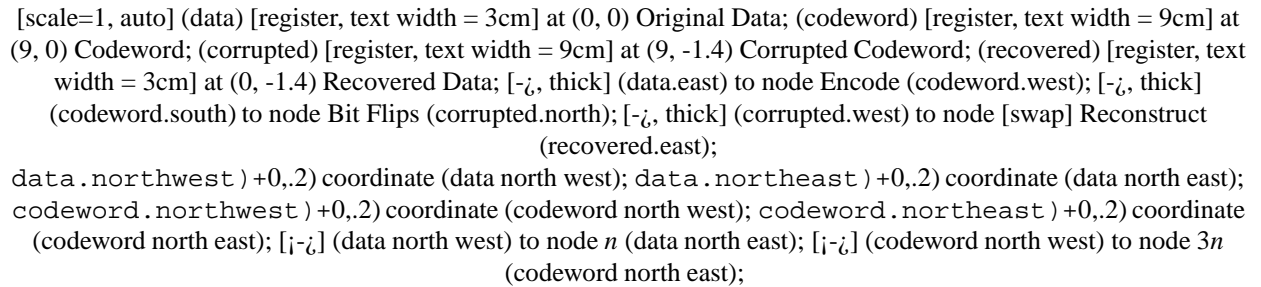 [scale=1, auto] (data) [register, text width = 3cm] at (0, 0) Original Data; (codeword) [register, text width = 9cm] at
(9, 0) Codeword; (corrupted) [register, text width = 9cm] at (9, -1.4) Corrupted Codeword; (recovered) [register, text
width = 3cm] at (0, -1.4) Recovered Data; [-¿, thick] (data.east) to node Encode (codeword.west); [-¿, thick]
(codeword.south) to node Bit Flips (corrupted.north); [-¿, thick] (corrupted.west) to node [swap] Reconstruct
(recovered.east);
data.northwest)+0,.2) coordinate (data north west); data.northeast)+0,.2) coordinate (data north east);
codeword.northwest)+0,.2) coordinate (codeword north west); codeword.northeast)+0,.2) coordinate
(codeword north east); [¡-¿] (data north west) to node n (data north east); [¡-¿] (codeword north west) to node 3n
(codeword north east);